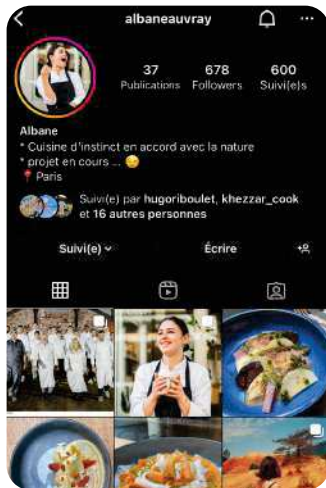 albaneauvray
37 678 600
Publications Followers Suivi(e)s
Albane
* Cuisine d'instinct en accord avec la nature
* projet en cours ... 😉
📍 Paris
Suivi(e) par hugoriboulet, khezzar_cook
et 16 autres personnes
Suivi(e) Écrire